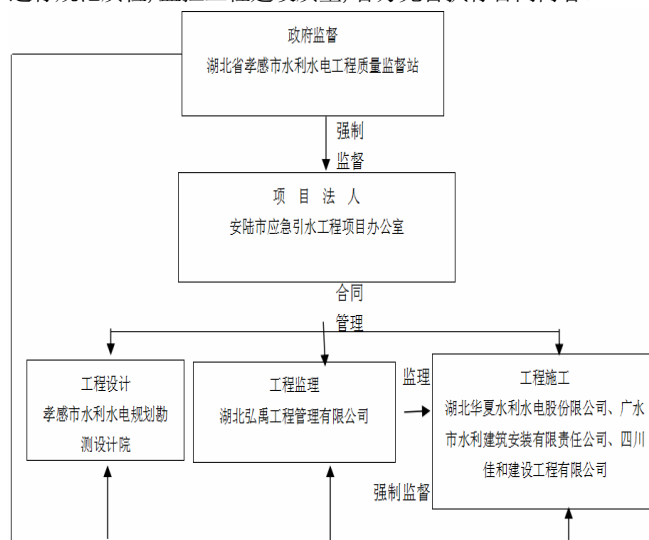 政府监督
湖北省孝感市水利水电工程质量监督站
强制
监督
项 目 法 人
安陆市应急引水工程项目办公室
合同
管理
工程设计
孝感市水利水电规划勘
测设计院
工程监理
湖北弘禹工程管理有限公司
监理
工程施工
湖北华夏水利水电股份限公司、广水
市水利建筑安装有限责任公司、四川
佳和建设工程有限公司
强制监督